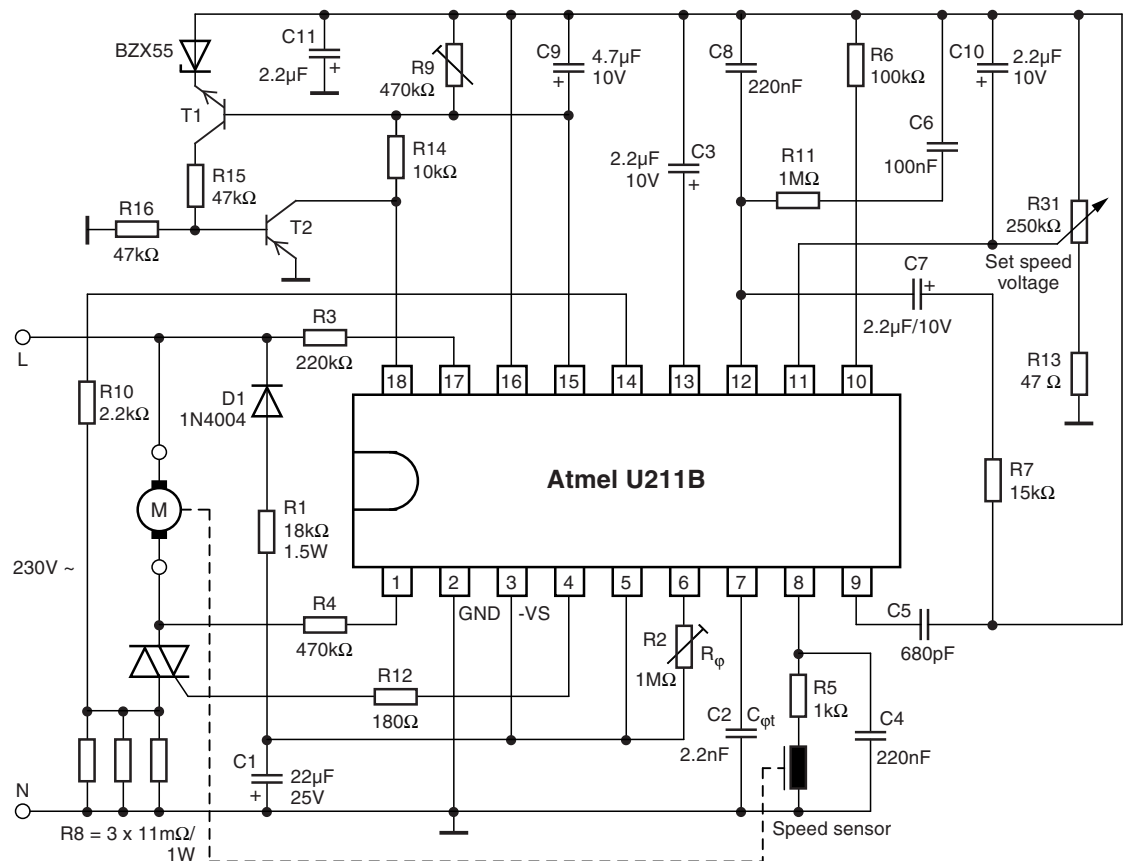 BZX55
C11
2.2µF
+
R9
470kΩ
C9
4.7µF
10V
+
C8
220nF
R6
100kΩ
C10
2.2µF
10V
+
T1
R14
10kΩ
C6
100nF
R15
47kΩ
2.2µF
10V
C3
+
R11
1MΩ
R16
47kΩ
T2
R31
250kΩ
Set speed
voltage
C7
+
2.2µF/10V
L
R3
220kΩ
R10
2.2kΩ
D1
1N4004
R13
47 Ω
18
17
16
15
14
13
12
11
10
Atmel U211B
R7
15kΩ
M
R1
18kΩ
1.5W
230V ~
1
2
3
4
5
6
7
8
9
GND
-VS
R4
470kΩ
C5
680pF
R2
1MΩ
Rφ
R12
180Ω
R5
1kΩ
C4
220nF
C2
2.2nF
Cφt
C1
22µF
25V
+
N
R8 = 3 x 11mΩ/
1W
Speed sensor